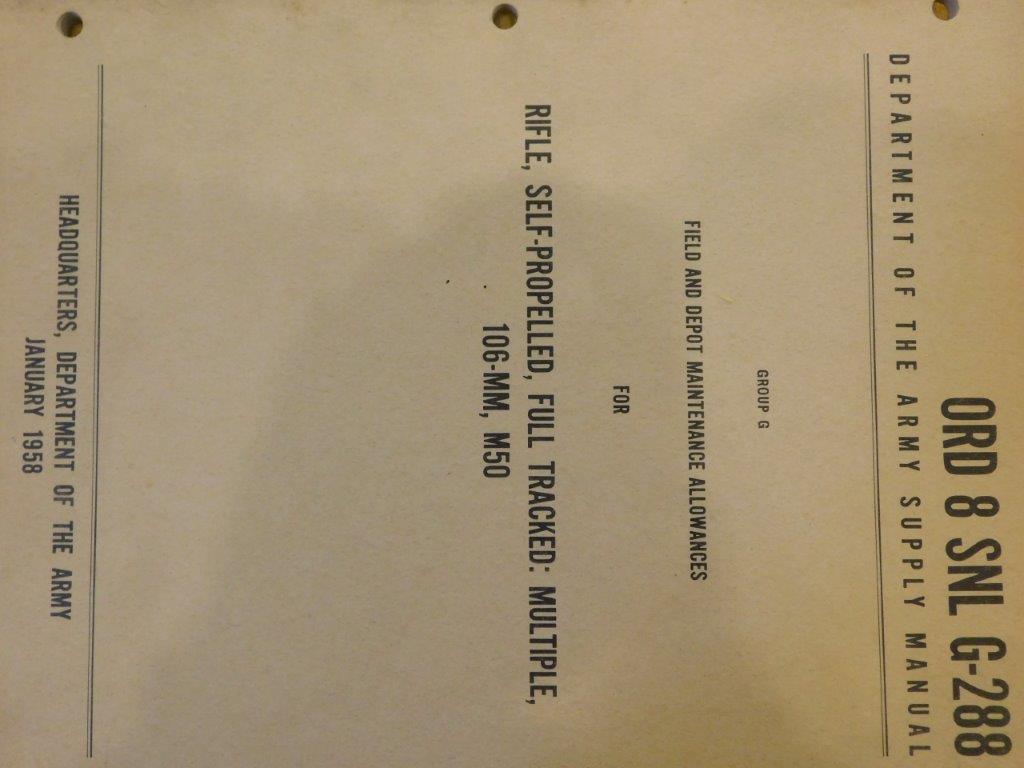 ORD 8 SNL G-288
DEPARTMENT OF THE ARMY SUPPLY MANUAL
GROUP G
FIELD AND DEPOT MAINTENANCE ALLOWANCES
FOR
RIFLE, SELF-PROPELLED, FULL TRACKED: MULTIPLE,
106-MM, M50
HEADQUARTERS, DEPARTMENT OF THE ARMY
JANUARY 1958